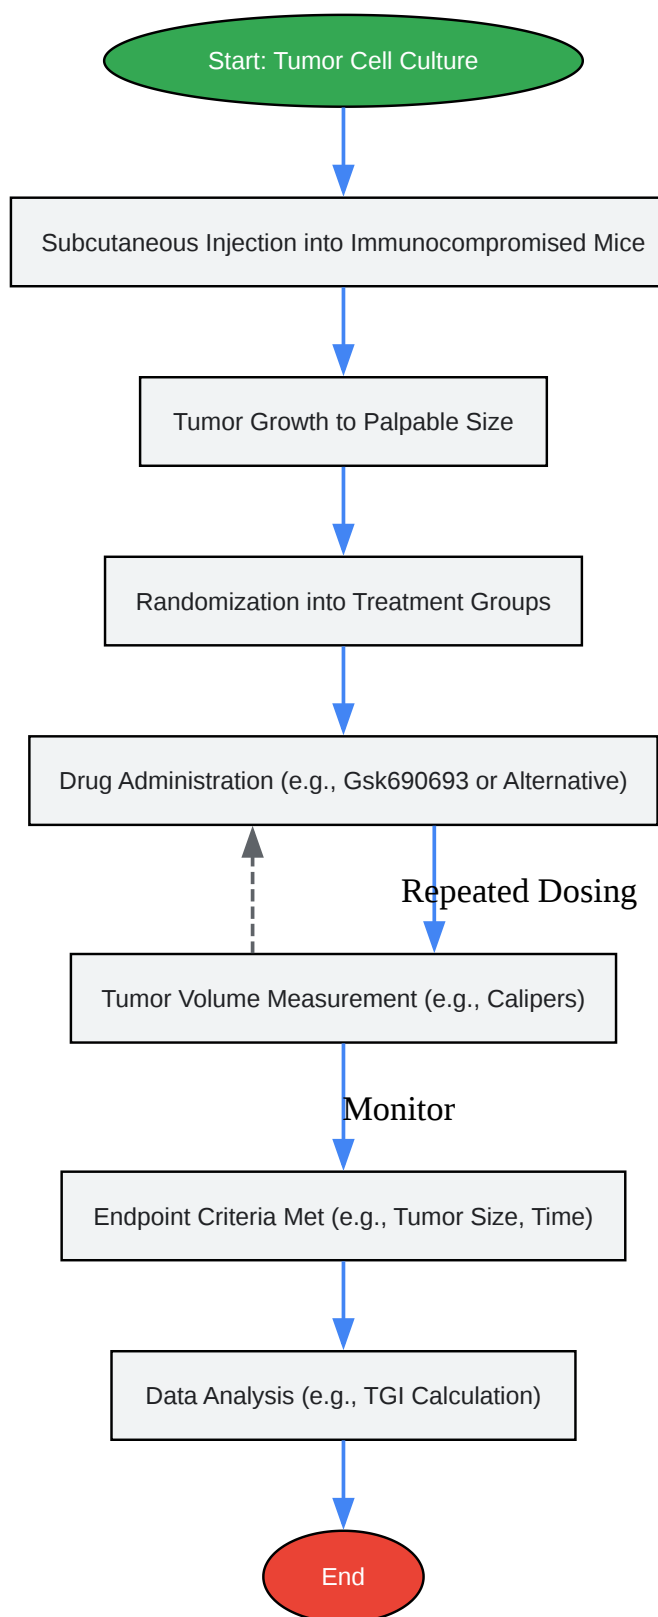 Start: Tumor Cell Culture
Subcutaneous Injection into Immunocompromised Mice
Tumor Growth to Palpable Size
Randomization into Treatment Groups
Drug Administration (e.g., Gsk690693 or Alternative)
Repeated Dosing
Tumor Volume Measurement (e.g., Calipers)
Monitor
Endpoint Criteria Met (e.g., Tumor Size, Time)
Data Analysis (e.g., TGI Calculation)
End